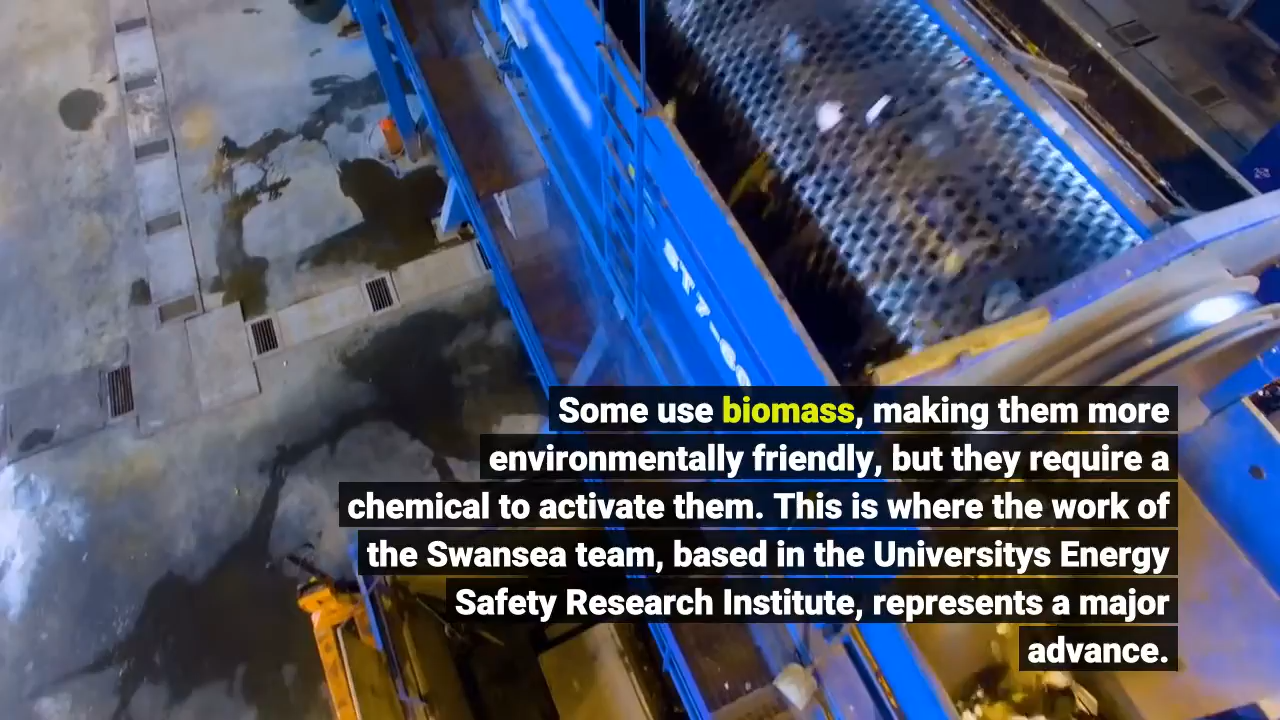 Some use biomass, making them more
environmentally friendly, but they require a
chemical to activate them. This is where the work of
the Swansea team, based in the Universitys Energy
Safety Research Institute, represents a major
advance.